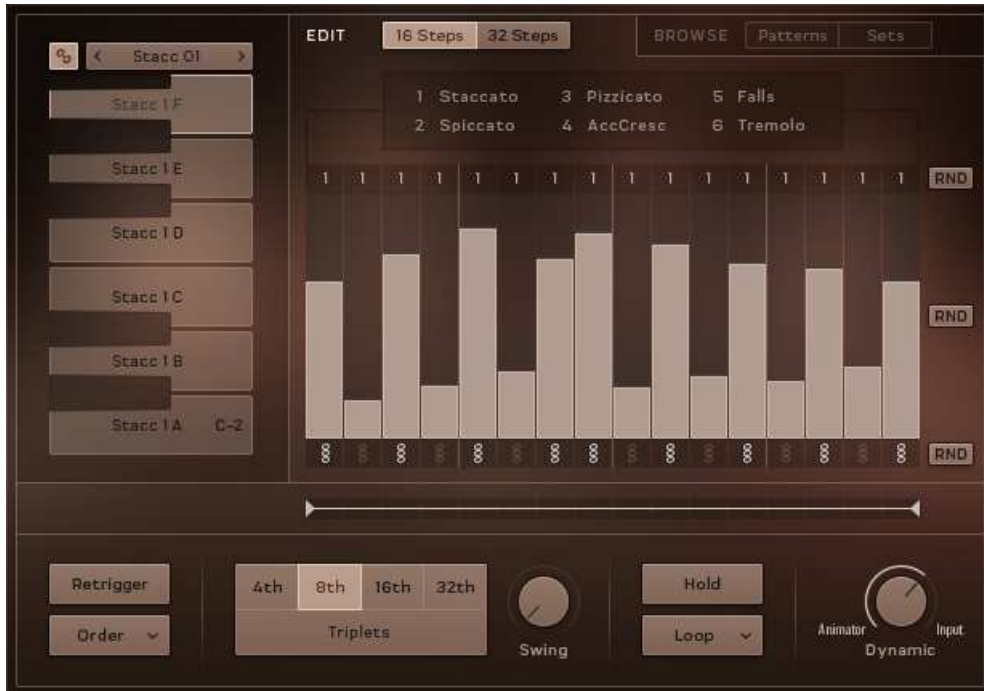 EDIT 16 Steps 32 Steps BROWSE Patterns Sets
< Stacc 01 >
1 Staccato 3 Pizzicato 5 Falls
2 Spiccato 4 AccCresc 6 Tremolo
Stacc 1 F
Stacc 1 E
Stacc 1 D
Stacc 1 C
Stacc 1 B
Stacc 1 A C-2
1 1 1 1 1 1 1 1 1 1 1 1 1 1 1 1 RND
RND
RND
Retrigger
Order
4th 8th 16th 32th
Triplets
Swing
Hold
Loop
Animator Input
Dynamic